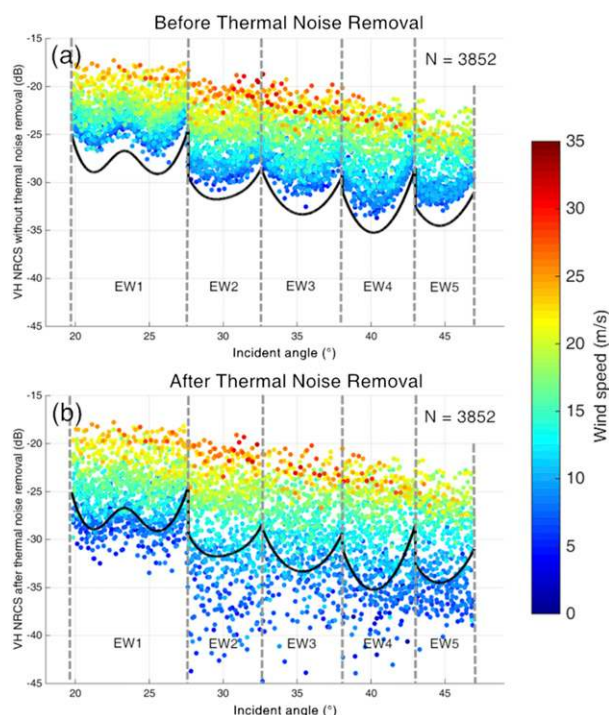 Before Thermal Noise Removal
(a)
N = 3852
VH NRCS without thermal noise removal (dB)
-15
-20
-25
-30
-35
-40
-45
EW1 EW2 EW3 EW4 EW5
20 25 30 35 40 45
Incident angle (°)
After Thermal Noise Removal
(b)
N = 3852
VH NRCS after thermal noise removal (dB)
-15
-20
-25
-30
-35
-40
-45
EW1 EW2 EW3 EW4 EW5
20 25 30 35 40 45
Incident angle (°)
35
30
25
20
15
10
5
0
Wind speed (m/s)